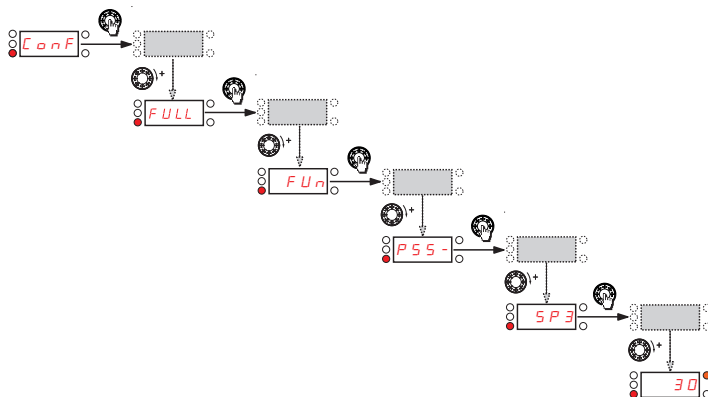 ConF
+
FULL
+
FUn
+
PSS-
+
SP3
+
30